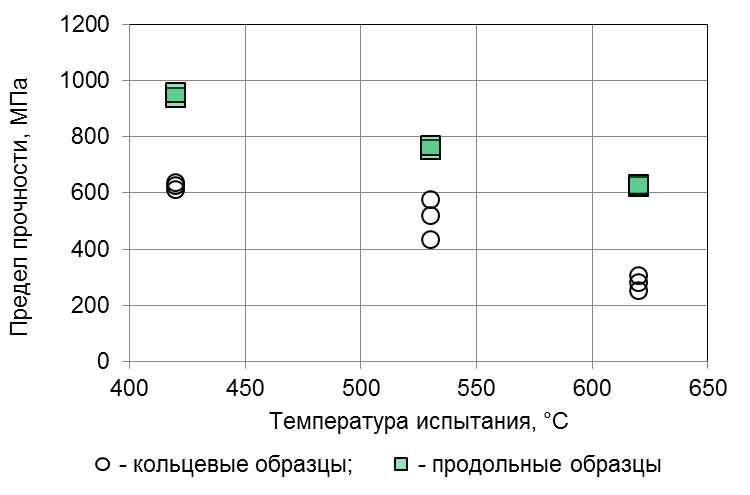 1200
1000
800
600
400
200
0
Предел прочности, МПа
400 450 500 550 600 650
Температура испытания, °С
- кольцевые образцы; - продольные образцы